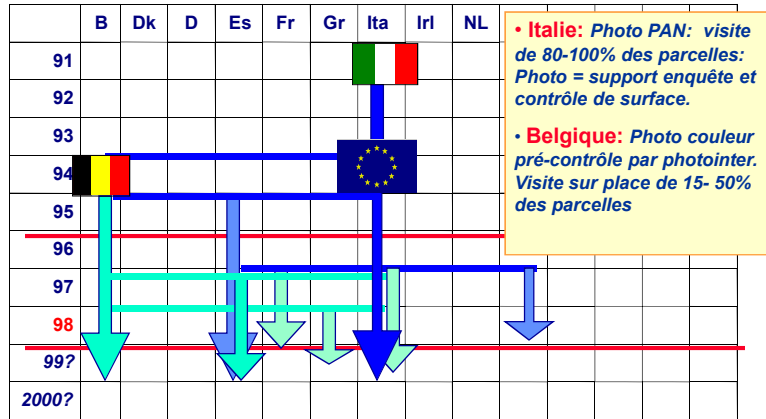 B Dk D Es Fr Gr Ita Irl NL
91
92
93
94
95
96
97
98
99?
2000?
• Italie: Photo PAN: visite
de 80-100% des parcelles:
Photo = support enquête et
contrôle de surface.
• Belgique: Photo couleur
pré-contrôle par photointer.
Visite sur place de 15- 50%
des parcelles